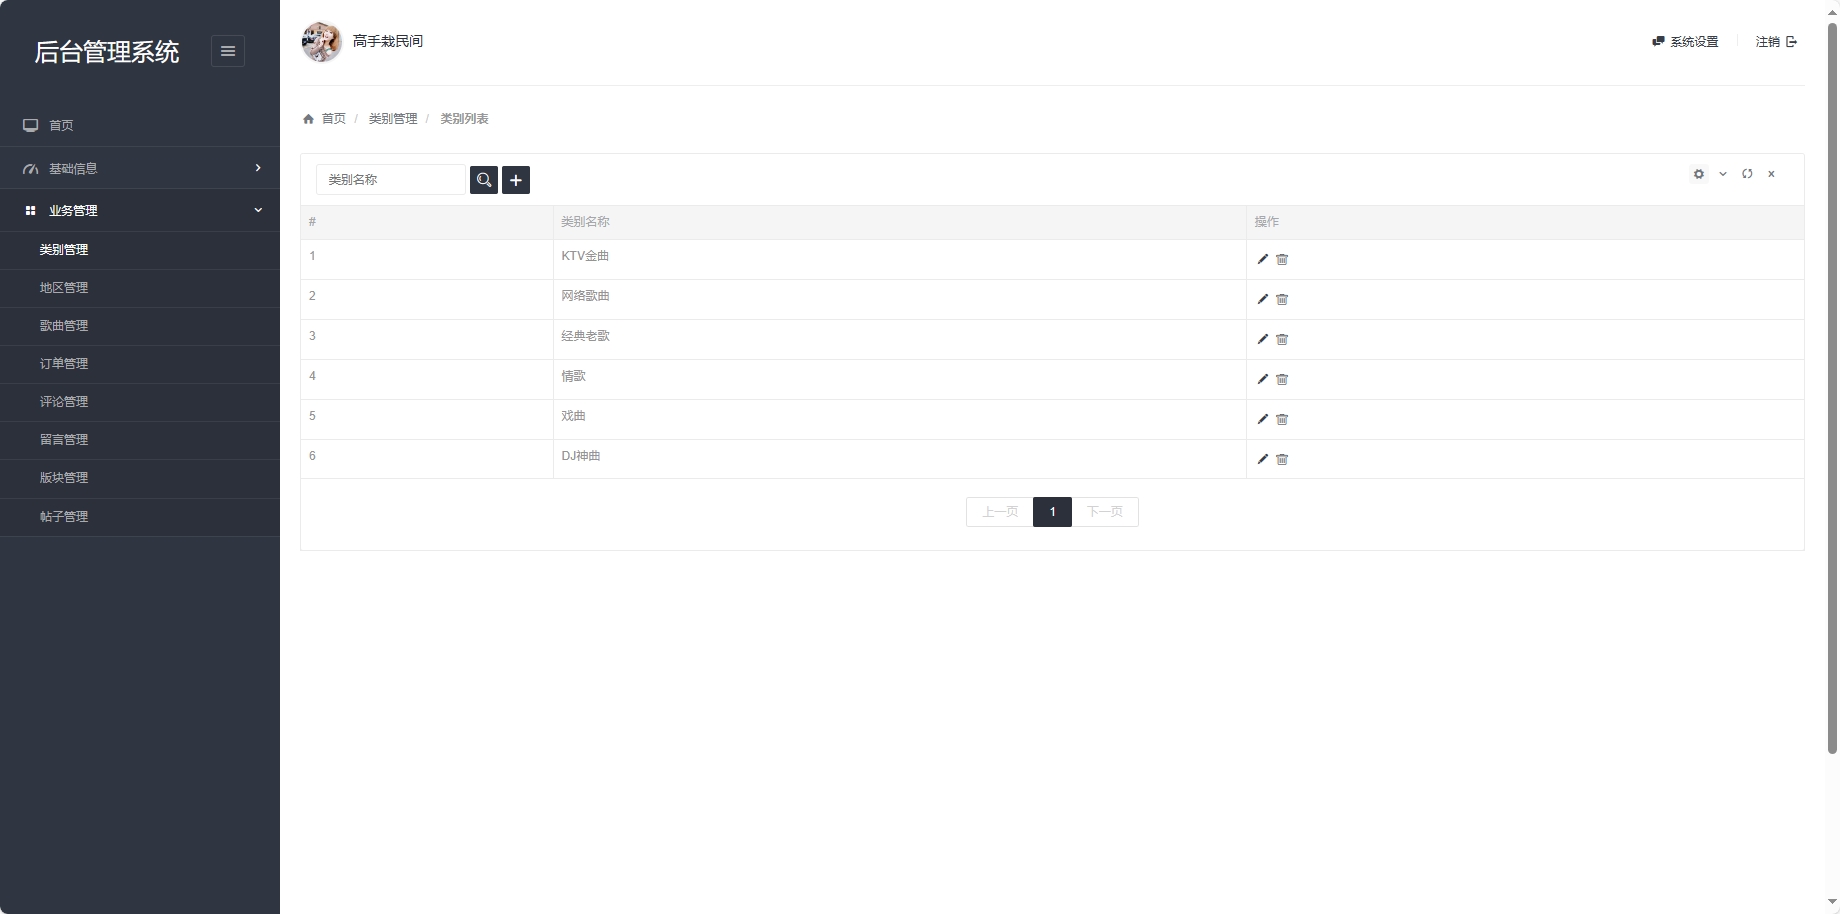 后台管理系统
高手栽民间
系统设置
注销
首页
基础信息
业务管理
类别管理
地区管理
歌曲管理
订单管理
评论管理
留言管理
版块管理
帖子管理
首页 / 类别管理 / 类别列表
类别名称
# 类别名称 操作
1 KTV金曲
2 网络歌曲
3 经典老歌
4 情歌
5 戏曲
6 DJ神曲
上一页 1 下一页